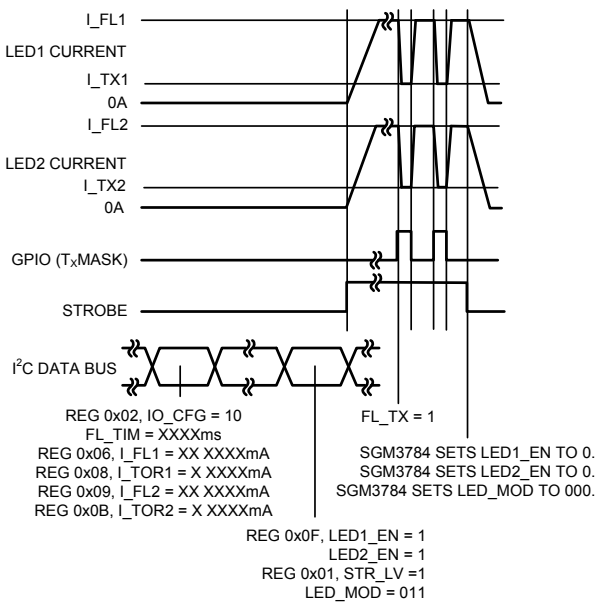 I_FL1
LED1 CURRENT
I_TX1
0A
I_FL2
LED2 CURRENT
I_TX2
0A
GPIO (TXMASK)
STROBE
I2C DATA BUS
REG 0x02, IO_CFG = 10
FL_TIM = XXXXms
REG 0x06, I_FL1 = XX XXXXmA
REG 0x08, I_TOR1 = X XXXXmA
REG 0x09, I_FL2 = XX XXXXmA
REG 0x0B, I_TOR2 = X XXXXmA
FL_TX = 1
SGM3784 SETS LED1_EN TO 0.
SGM3784 SETS LED2_EN TO 0.
SGM3784 SETS LED_MOD TO 000.
REG 0x0F, LED1_EN = 1
LED2_EN = 1
REG 0x01, STR_LV =1
LED_MOD = 011